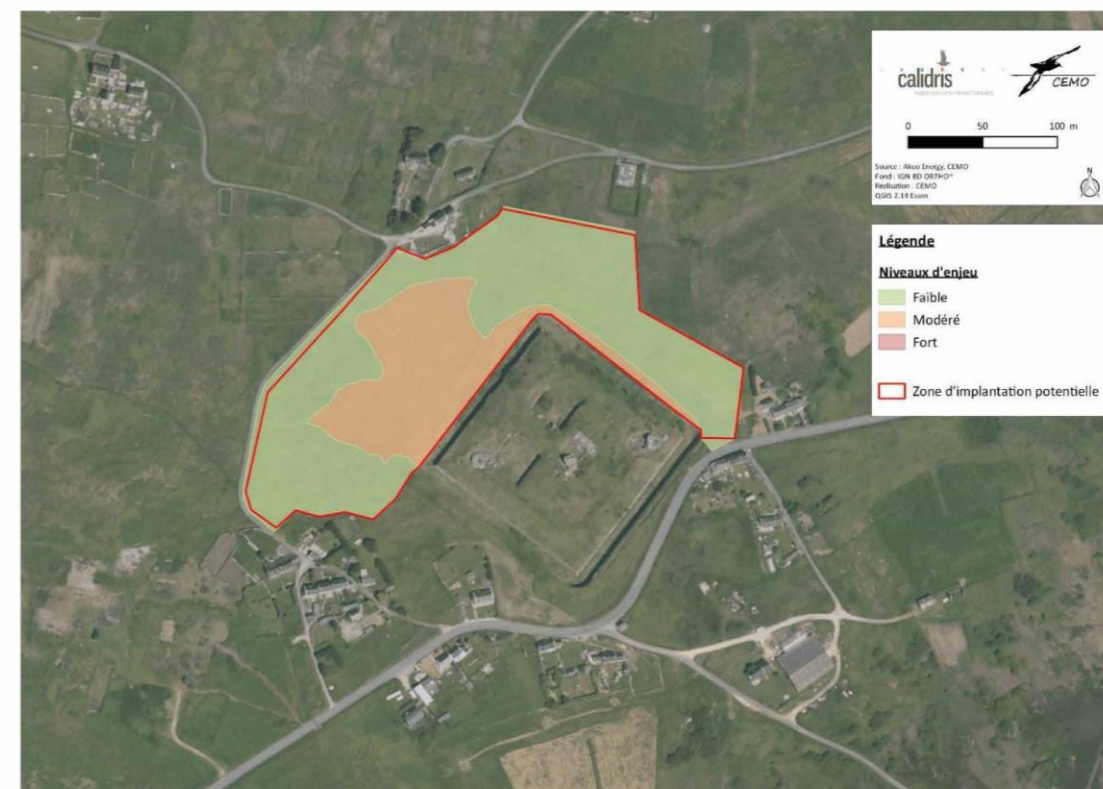 calidris
CEMO
0 50 100 m
Source : Akuo Energy, CEMO
Fond : IGN BD ORTHO®
Réalisation : CEMO
QGIS 2.14 Essen
N
Légende
Niveaux d'enjeu
Faible
Modéré
Fort
Zone d'implantation potentielle